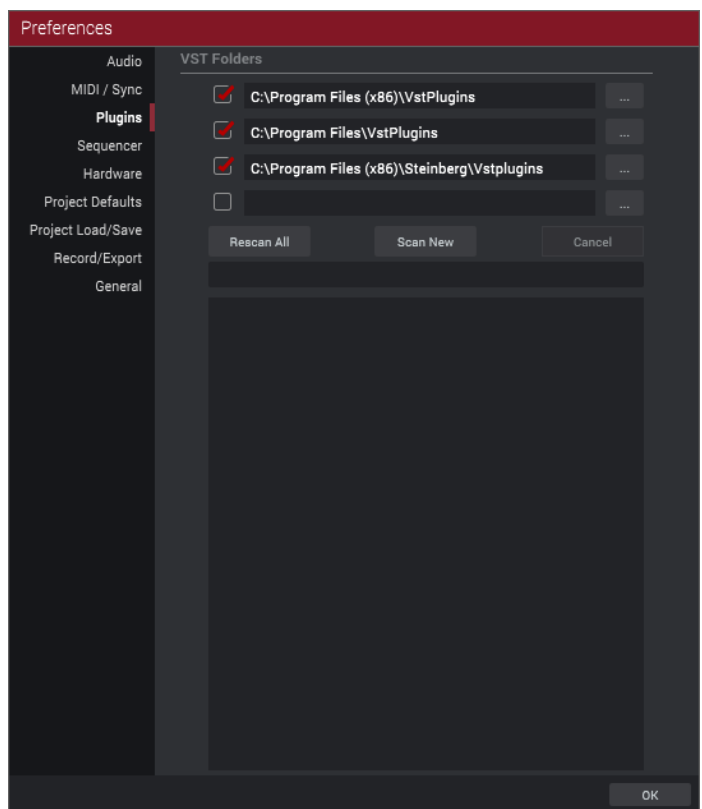 Preferences
Audio
MIDI / Sync
Plugins
Sequencer
Hardware
Project Defaults
Project Load/Save
Record/Export
General
VST Folders
C:\Program Files (x86)\VstPlugins ...
C:\Program Files\VstPlugins ...
C:\Program Files (x86)\Steinberg\Vstplugins ...
...
Rescan All Scan New Cancel
OK